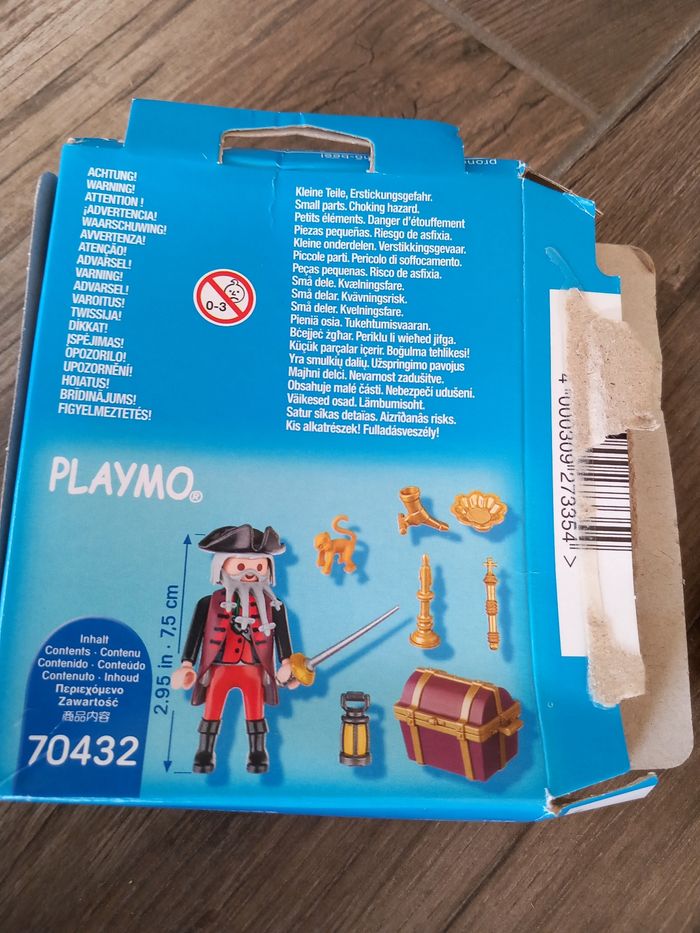 ACHTUNG!
WARNING!
ATTENTION !
¡ADVERTENCIA!
WAARSCHUWING!
AVVERTENZA!
ATENÇÃO!
ADVARSEL!
VARNING!
ADVARSEL!
VAROITUS!
TWISSIJA!
DİKKAT!
ĮSPĖJIMAS!
OPOZORILO!
UPOZORNĚNÍ!
HOIATUS!
BRĪDINĀJUMS!
FIGYELMEZTETÉS!
0-3
Kleine Teile, Erstickungsgefahr.
Small parts. Choking hazard.
Petits éléments. Danger d'étouffement
Piezas pequeñas. Riesgo de asfixia.
Kleine onderdelen. Verstikkingsgevaar.
Piccole parti. Pericolo di soffocamento.
Peças pequenas. Risco de asfixia.
Små dele. Kvælningsfare.
Små delar. Kvävningsrisk.
Små deler. Kvelningsfare.
Pieniä osia. Tukehtumisvaaran.
Bċejjeċ żgħar. Periklu li wieħed jifga.
Küçük parçalar içerir. Boğulma tehlikesi!
Yra smulkių dalių. Užspringimo pavojus
Majhni delci. Nevarnost zadušitve.
Obsahuje malé části. Nebezpečí udušení.
Väikesed osad. Lämbumisoht.
Satur sīkas detaļas. Aizrīšanās risks.
Kis alkatrészek! Fulladásveszély!
PLAYMO®
2.95 in · 7,5 cm
Inhalt
Contents · Contenu
Contenido · Conteúdo
Contenuto · Inhoud
Περιεχόμενο
Zawartość
商品内容
70432
4 000309 273354 >